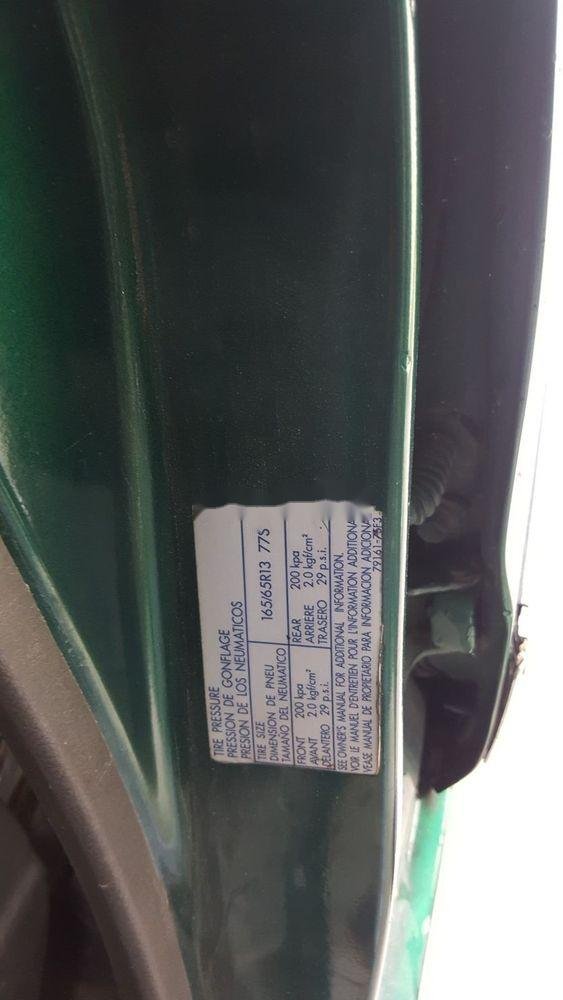 TIRE PRESSURE
PRESSION DE GONFLAGE
PRESION DE LOS NEUMATICOS
TIRE SIZE
DIMENSION DE PNEU
TAMANO DEL NEUMATICO
165/65R13 77S
FRONT 200 kpa
AVANT 2.0 kgf/cm²
DELANTERO 29 p.s.i.
REAR 200 kpa
ARRIERE 2.0 kgf/cm²
TRASERO 29 p.s.i.
SEE OWNER'S MANUAL FOR ADDITIONAL INFORMATION.
VOIR LE MANUEL D'ENTRETIEN POUR L'INFORMATION ADDITIONA
VEASE MANUAL DE PROPIETARIO PARA INFORMACION ADICIONA